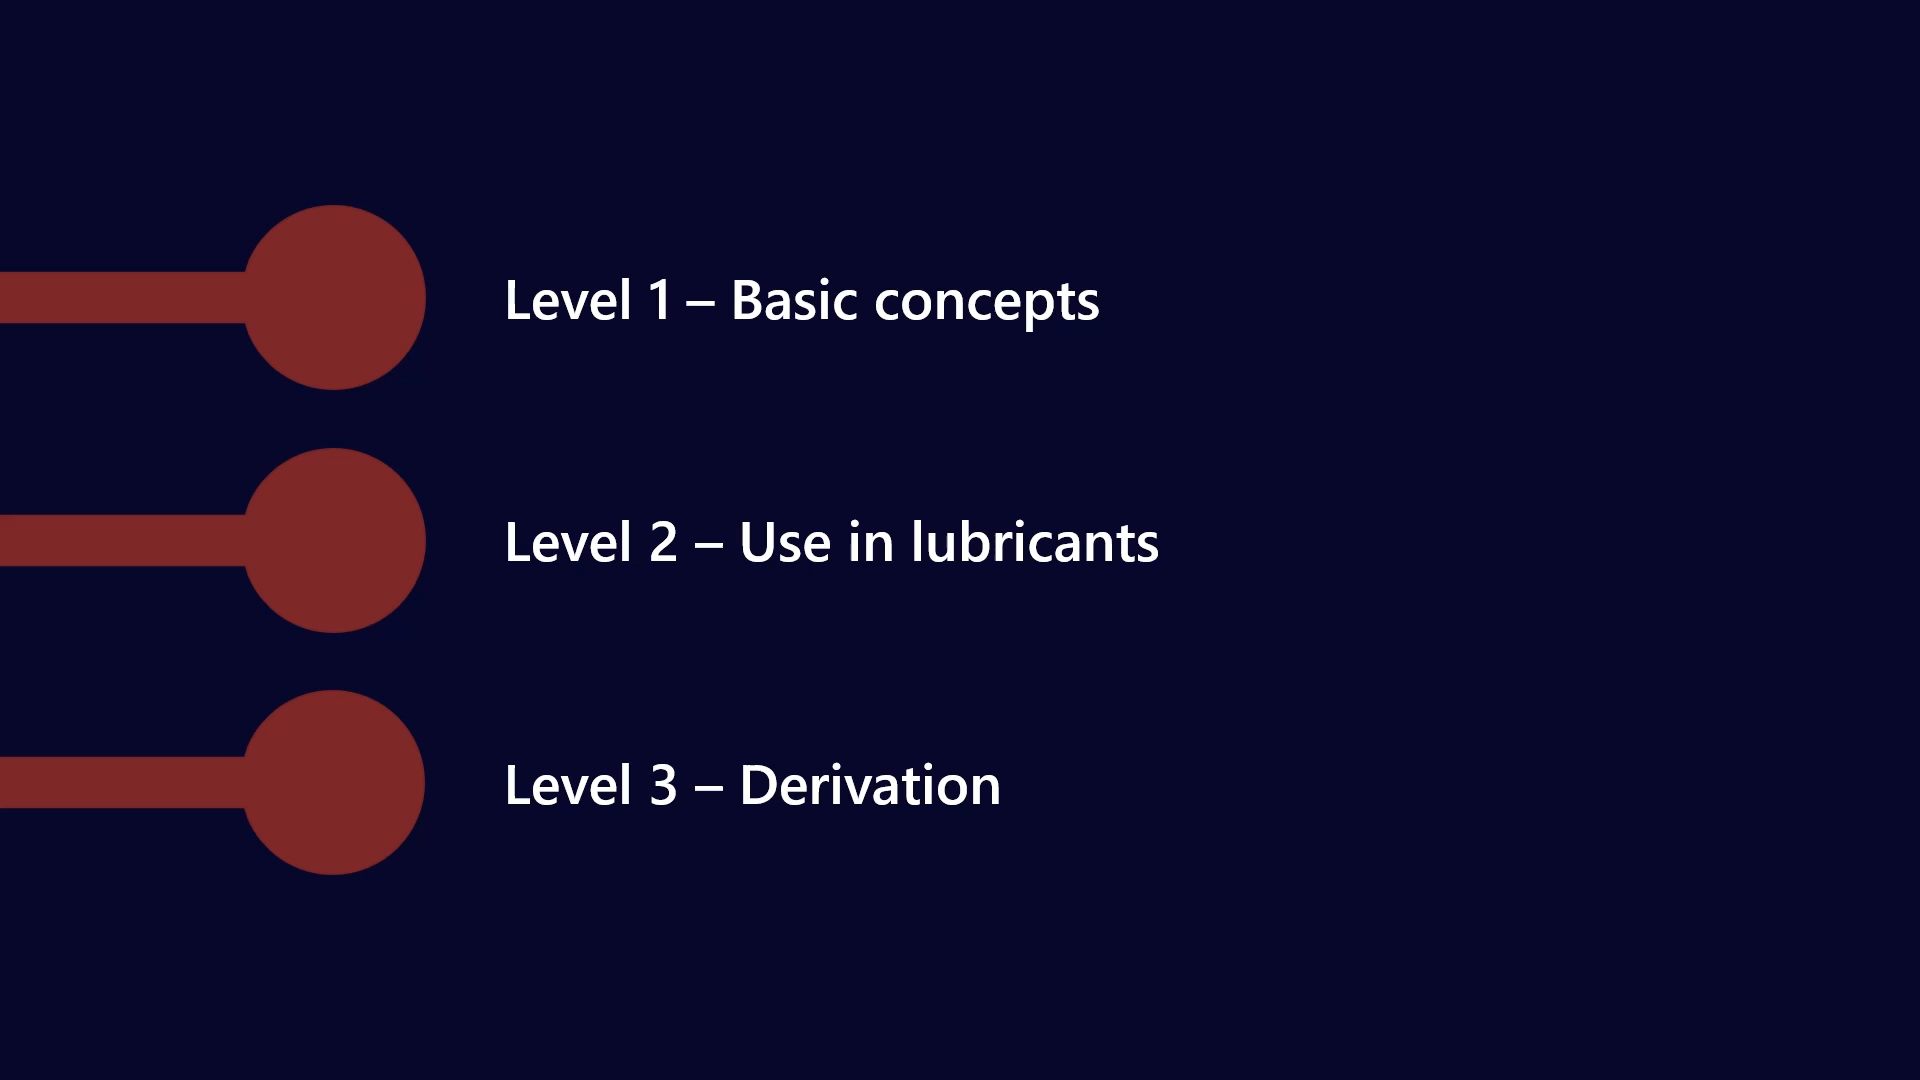 Level 1 – Basic concepts
Level 2 – Use in lubricants
Level 3 – Derivation